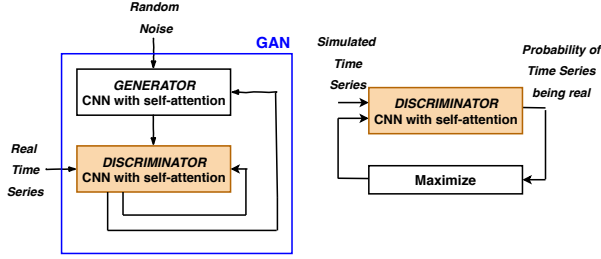 Random
Noise
GAN
GENERATOR
CNN with self-attention
Real
Time
Series
DISCRIMINATOR
CNN with self-attention
Simulated
Time
Series
Probability of
Time Series
being real
DISCRIMINATOR
CNN with self-attention
Maximize